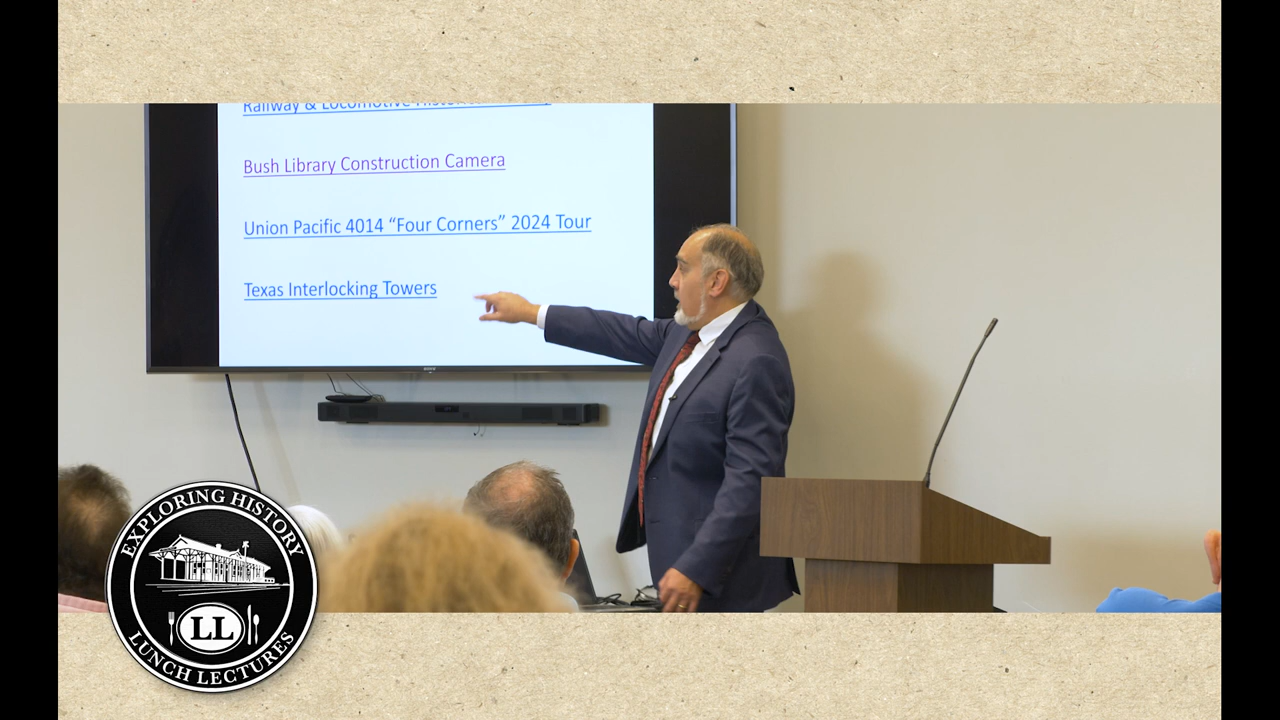 Railway & Locomotive
Bush Library Construction Camera
Union Pacific 4014 “Four Corners” 2024 Tour
Texas Interlocking Towers
SONY
EXPLORING HISTORY
LL
LUNCH LECTURES